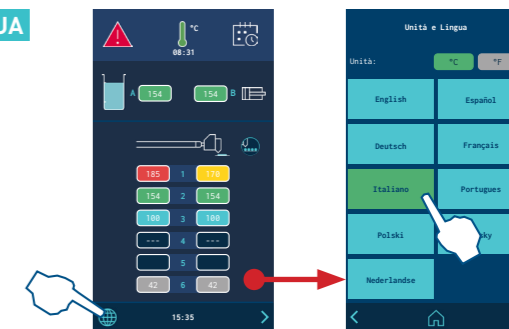 UA
°C
08:31
A 154 154 B
185 1 170
154 2 154
100 3 100
--- 4 ---
5
42 6 42
15:35
Unità e Lingua
Unità: °C °F
English Español
Deutsch Français
Italiano Portugues
Polski ky
Nederlandse